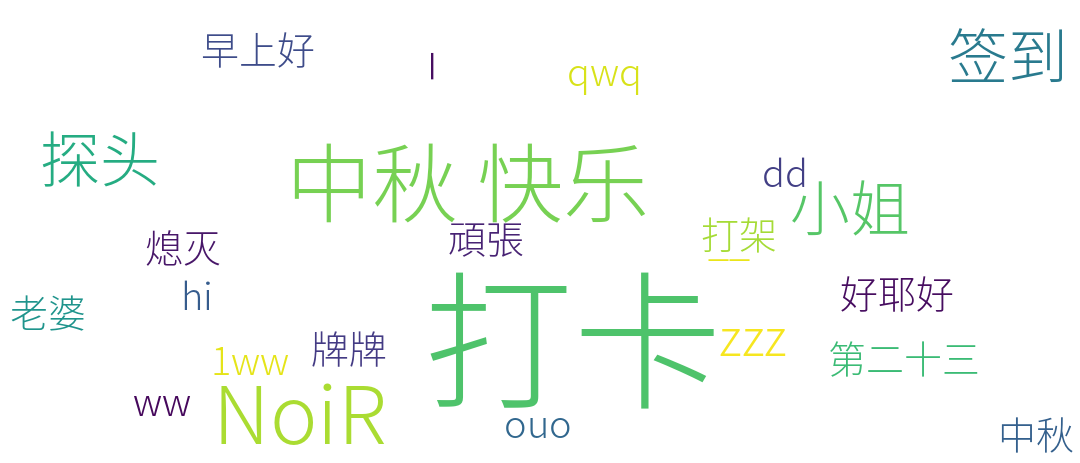 早上好
I
qwq
签到
探头
中秋 快乐
dd
小姐
熄灭
頑張
打架
__
老婆
hi
好耶好
打卡
牌牌
1ww
zzz
第二十三
ww
NoiR
ouo
中秋